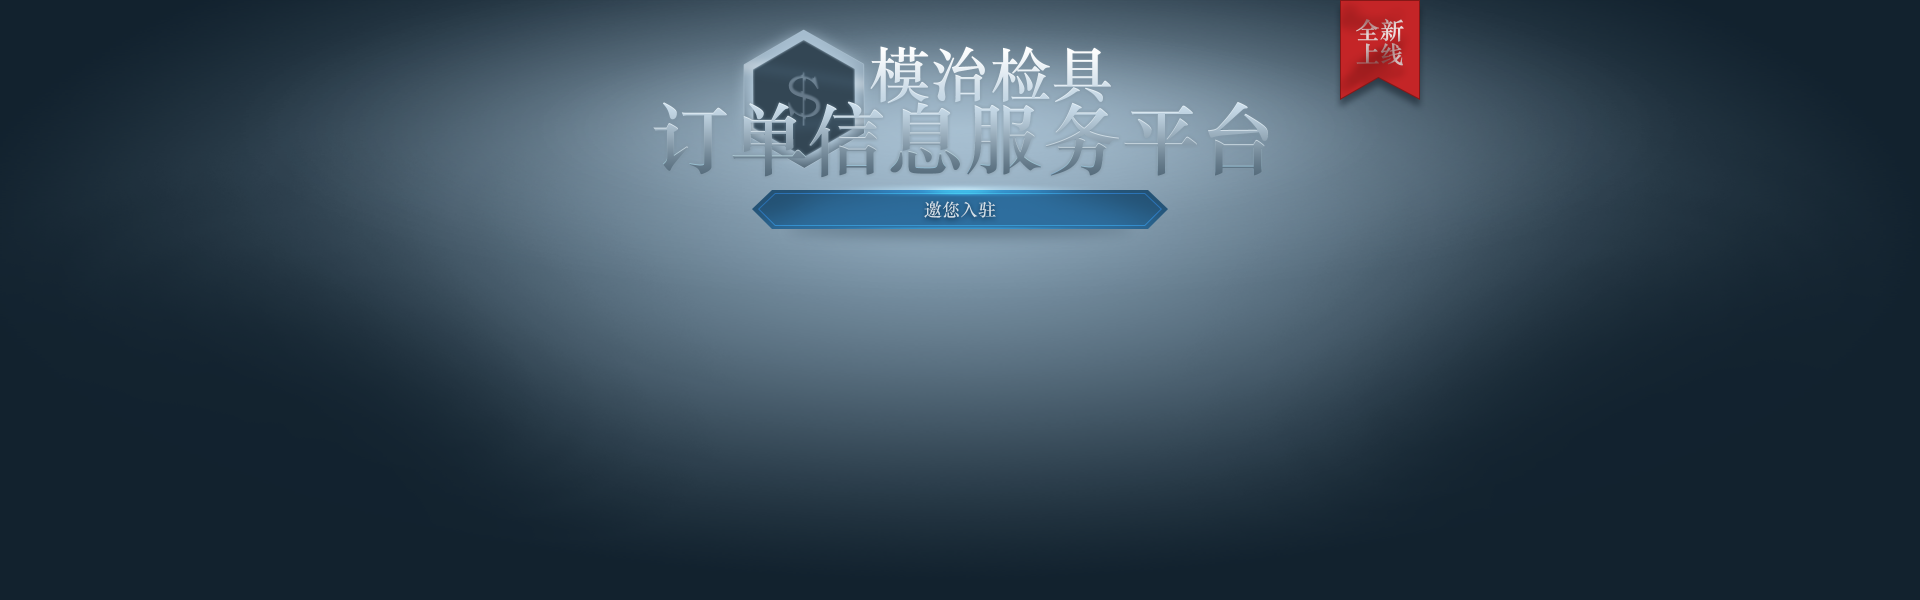 模治检具
订单信息服务平台
邀您入驻
全新
上线
$